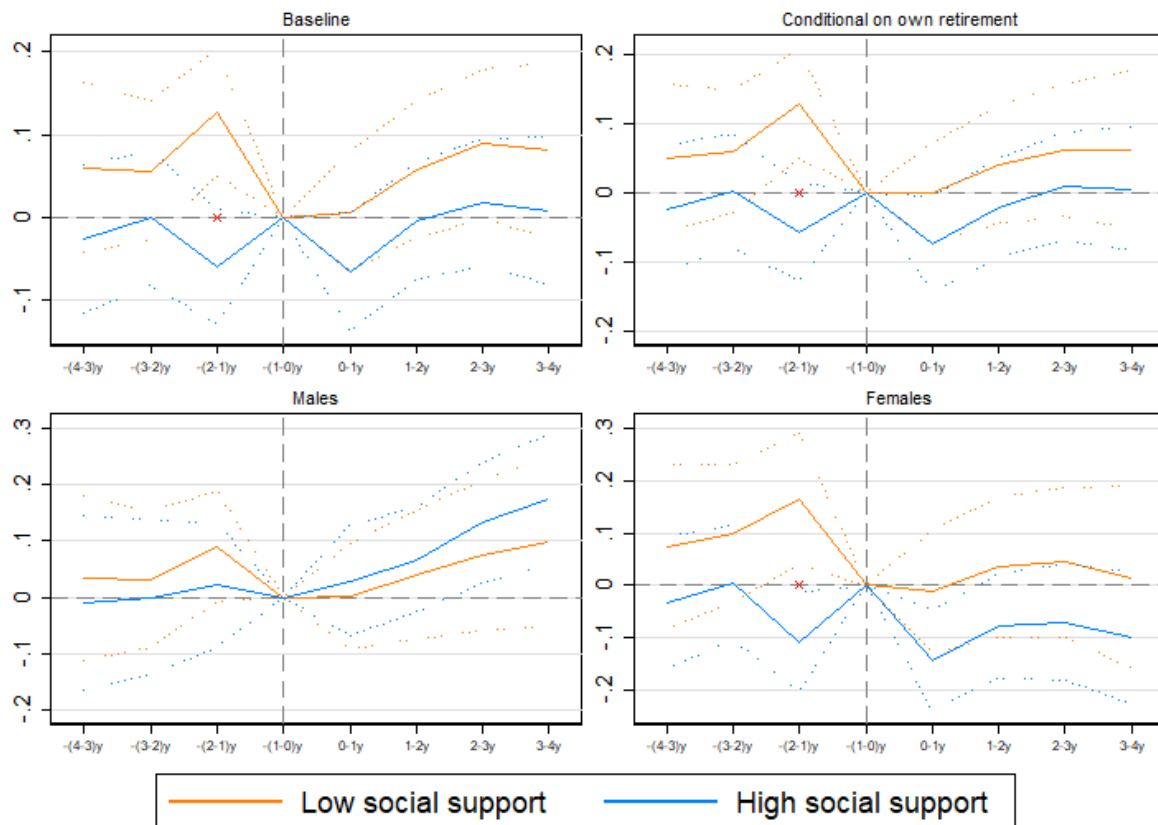 Baseline
.2
.1
0
-.1
-(4-3)y -(3-2)y -(2-1)y -(1-0)y 0-1y 1-2y 2-3y 3-4y
Conditional on own retirement
.2
.1
0
-.1
-.2
-(4-3)y -(3-2)y -(2-1)y -(1-0)y 0-1y 1-2y 2-3y 3-4y
Males
.3
.2
.1
0
-.1
-.2
-(4-3)y -(3-2)y -(2-1)y -(1-0)y 0-1y 1-2y 2-3y 3-4y
Females
.3
.2
.1
0
-.1
-.2
-(4-3)y -(3-2)y -(2-1)y -(1-0)y 0-1y 1-2y 2-3y 3-4y
Low social support High social support